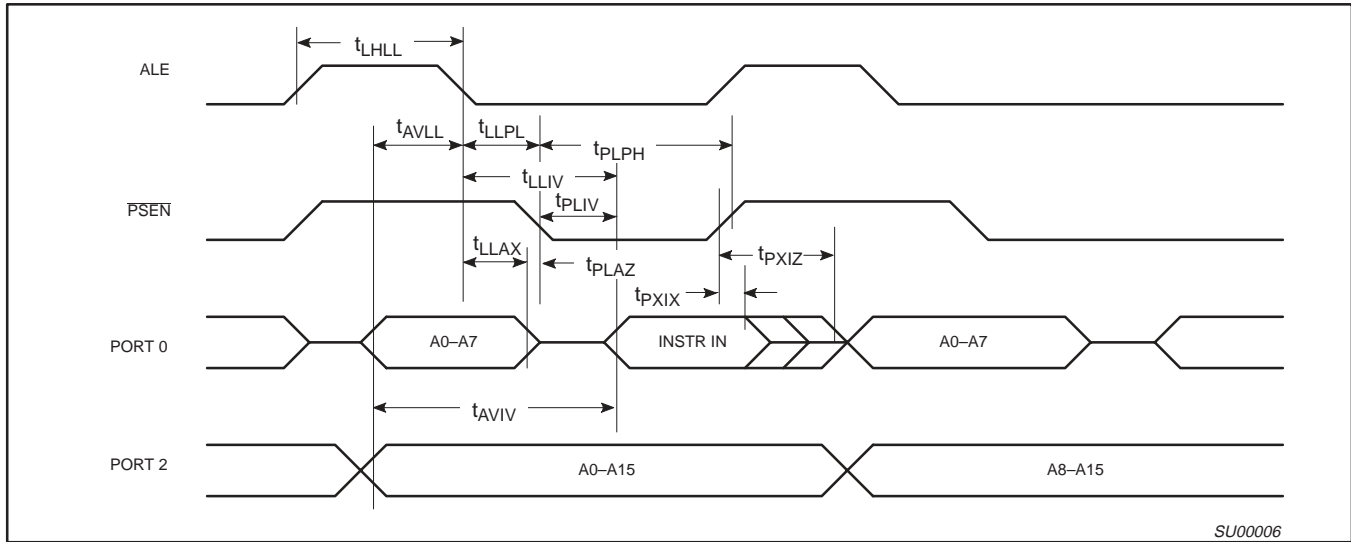 tLHLL
ALE
tAVLL tLLPL tPLPH
tLLIV
PSEN tPLIV
tLLAX tPLAZ tPXIZ
tPXIX
PORT 0 A0–A7 INSTR IN A0–A7
tAVIV
PORT 2 A0–A15 A8–A15
SU00006